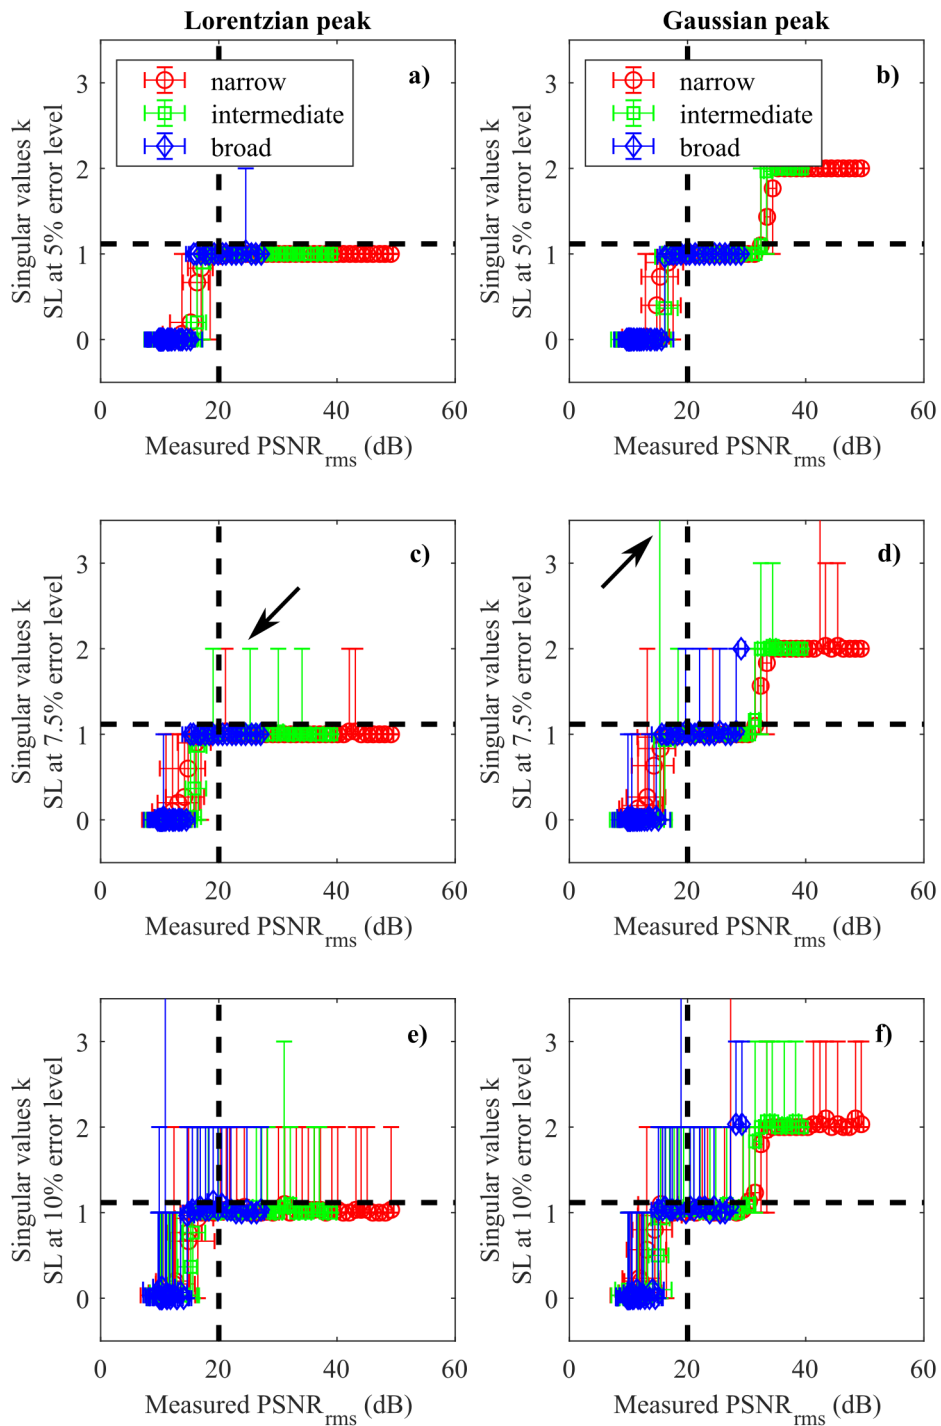 Lorentzian peak
Gaussian peak
Singular values k
SL at 5% error level
3
2
1
0
narrow
intermediate
broad
a)
0 20 40 60
Measured PSNRrms (dB)
Singular values k
SL at 5% error level
3
2
1
0
narrow
intermediate
broad
b)
0 20 40 60
Measured PSNRrms (dB)
Singular values k
SL at 7.5% error level
3
2
1
0
c)
0 20 40 60
Measured PSNRrms (dB)
Singular values k
SL at 7.5% error level
3
2
1
0
d)
0 20 40 60
Measured PSNRrms (dB)
Singular values k
SL at 10% error level
3
2
1
0
e)
0 20 40 60
Measured PSNRrms (dB)
Singular values k
SL at 10% error level
3
2
1
0
f)
0 20 40 60
Measured PSNRrms (dB)